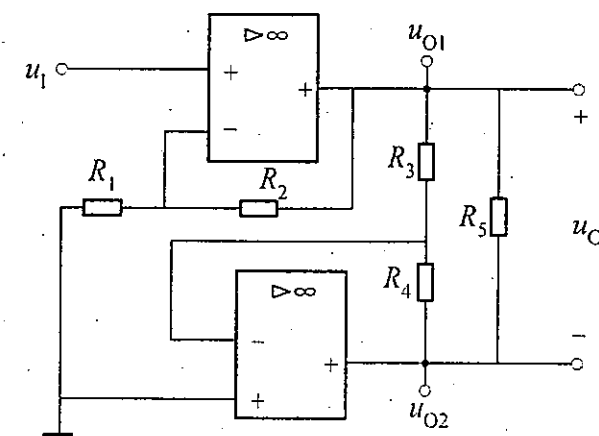 ▷∞
u_O1
u_I
+
+
−
+
R_1
R_2
R_3
R_5
u_O
R_4
▷∞
−
+
−
+
u_O2